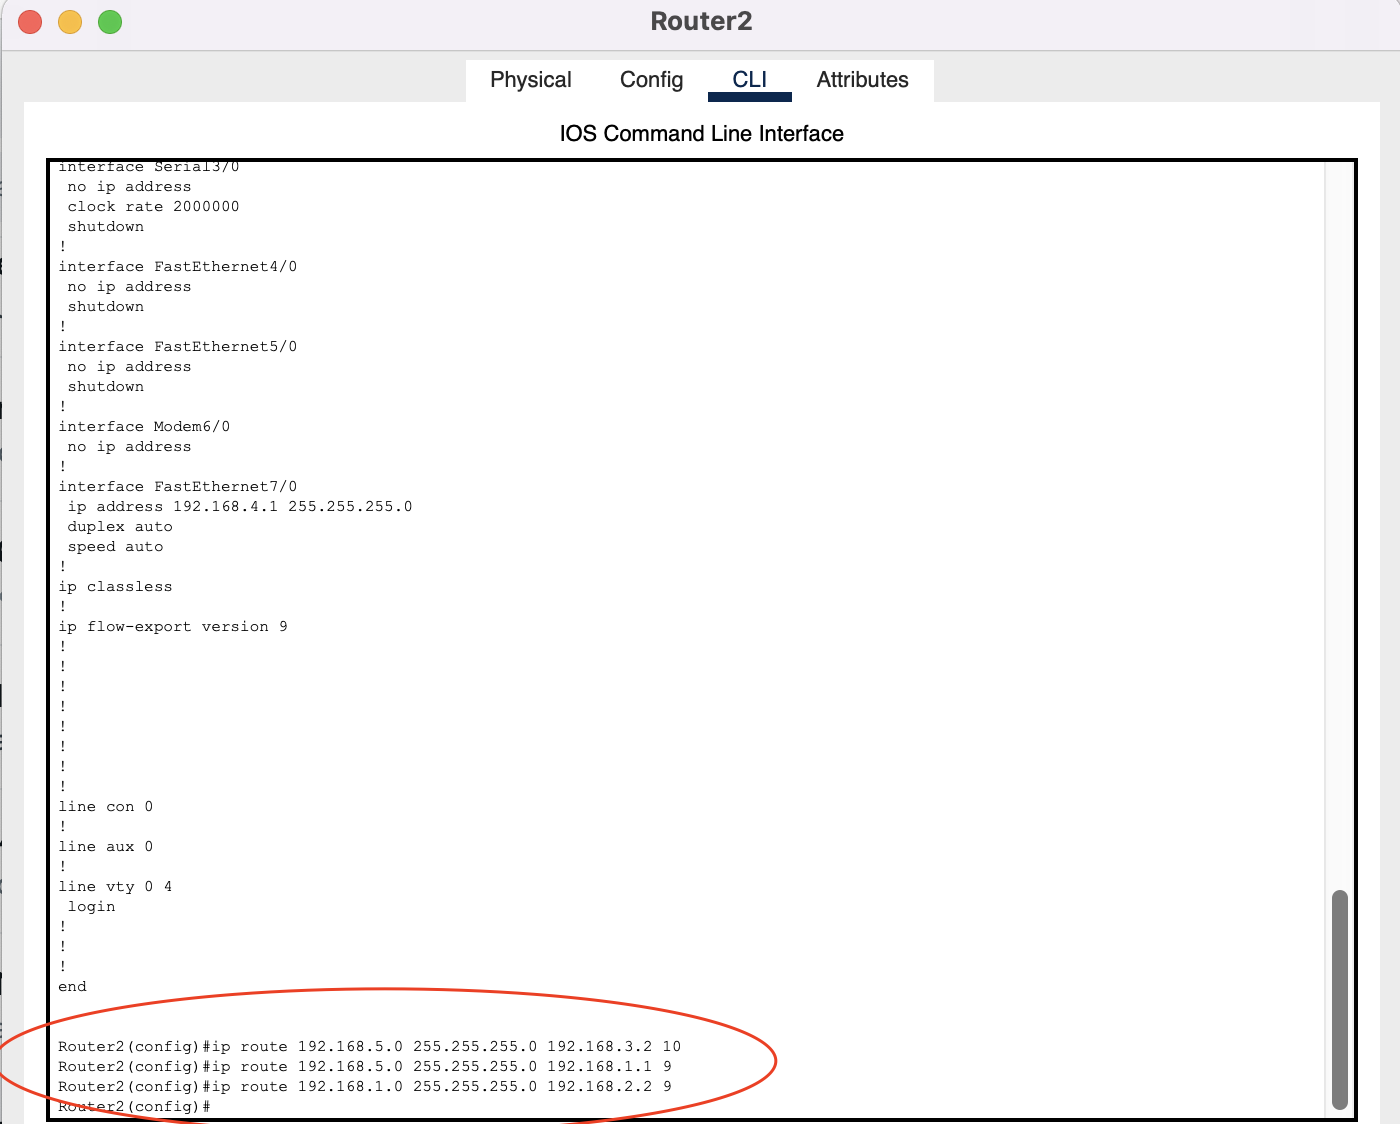 Router2
Physical Config CLI Attributes
IOS Command Line Interface
interface Serial3/0
 no ip address
 clock rate 2000000
 shutdown
!
interface FastEthernet4/0
 no ip address
 shutdown
!
interface FastEthernet5/0
 no ip address
 shutdown
!
interface Modem6/0
 no ip address
!
interface FastEthernet7/0
 ip address 192.168.4.1 255.255.255.0
 duplex auto
 speed auto
!
ip classless
!
ip flow-export version 9
!
!
!
!
!
!
!
!
line con 0
!
line aux 0
!
line vty 0 4
 login
!
!
!
end
Router2(config)#ip route 192.168.5.0 255.255.255.0 192.168.3.2 10
Router2(config)#ip route 192.168.5.0 255.255.255.0 192.168.1.1 9
Router2(config)#ip route 192.168.1.0 255.255.255.0 192.168.2.2 9
Router2(config)#